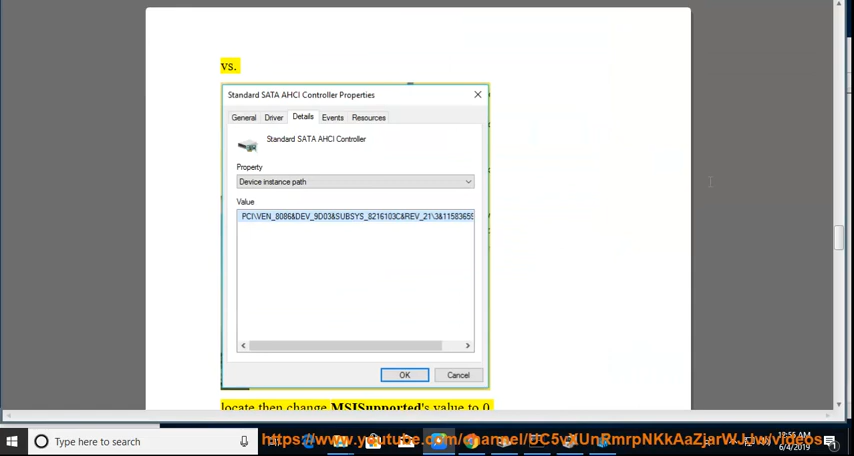 vs.
Standard SATA AHCI Controller Properties
General Driver Details Events Resources
Standard SATA AHCI Controller
Property
Device instance path
Value
PCI\VEN_8086&DEV_9D03&SUBSYS_8216103C&REV_21\3&11583659
OK Cancel
locate then change MSISupported's value to 0
Type here to search
6/4/2019